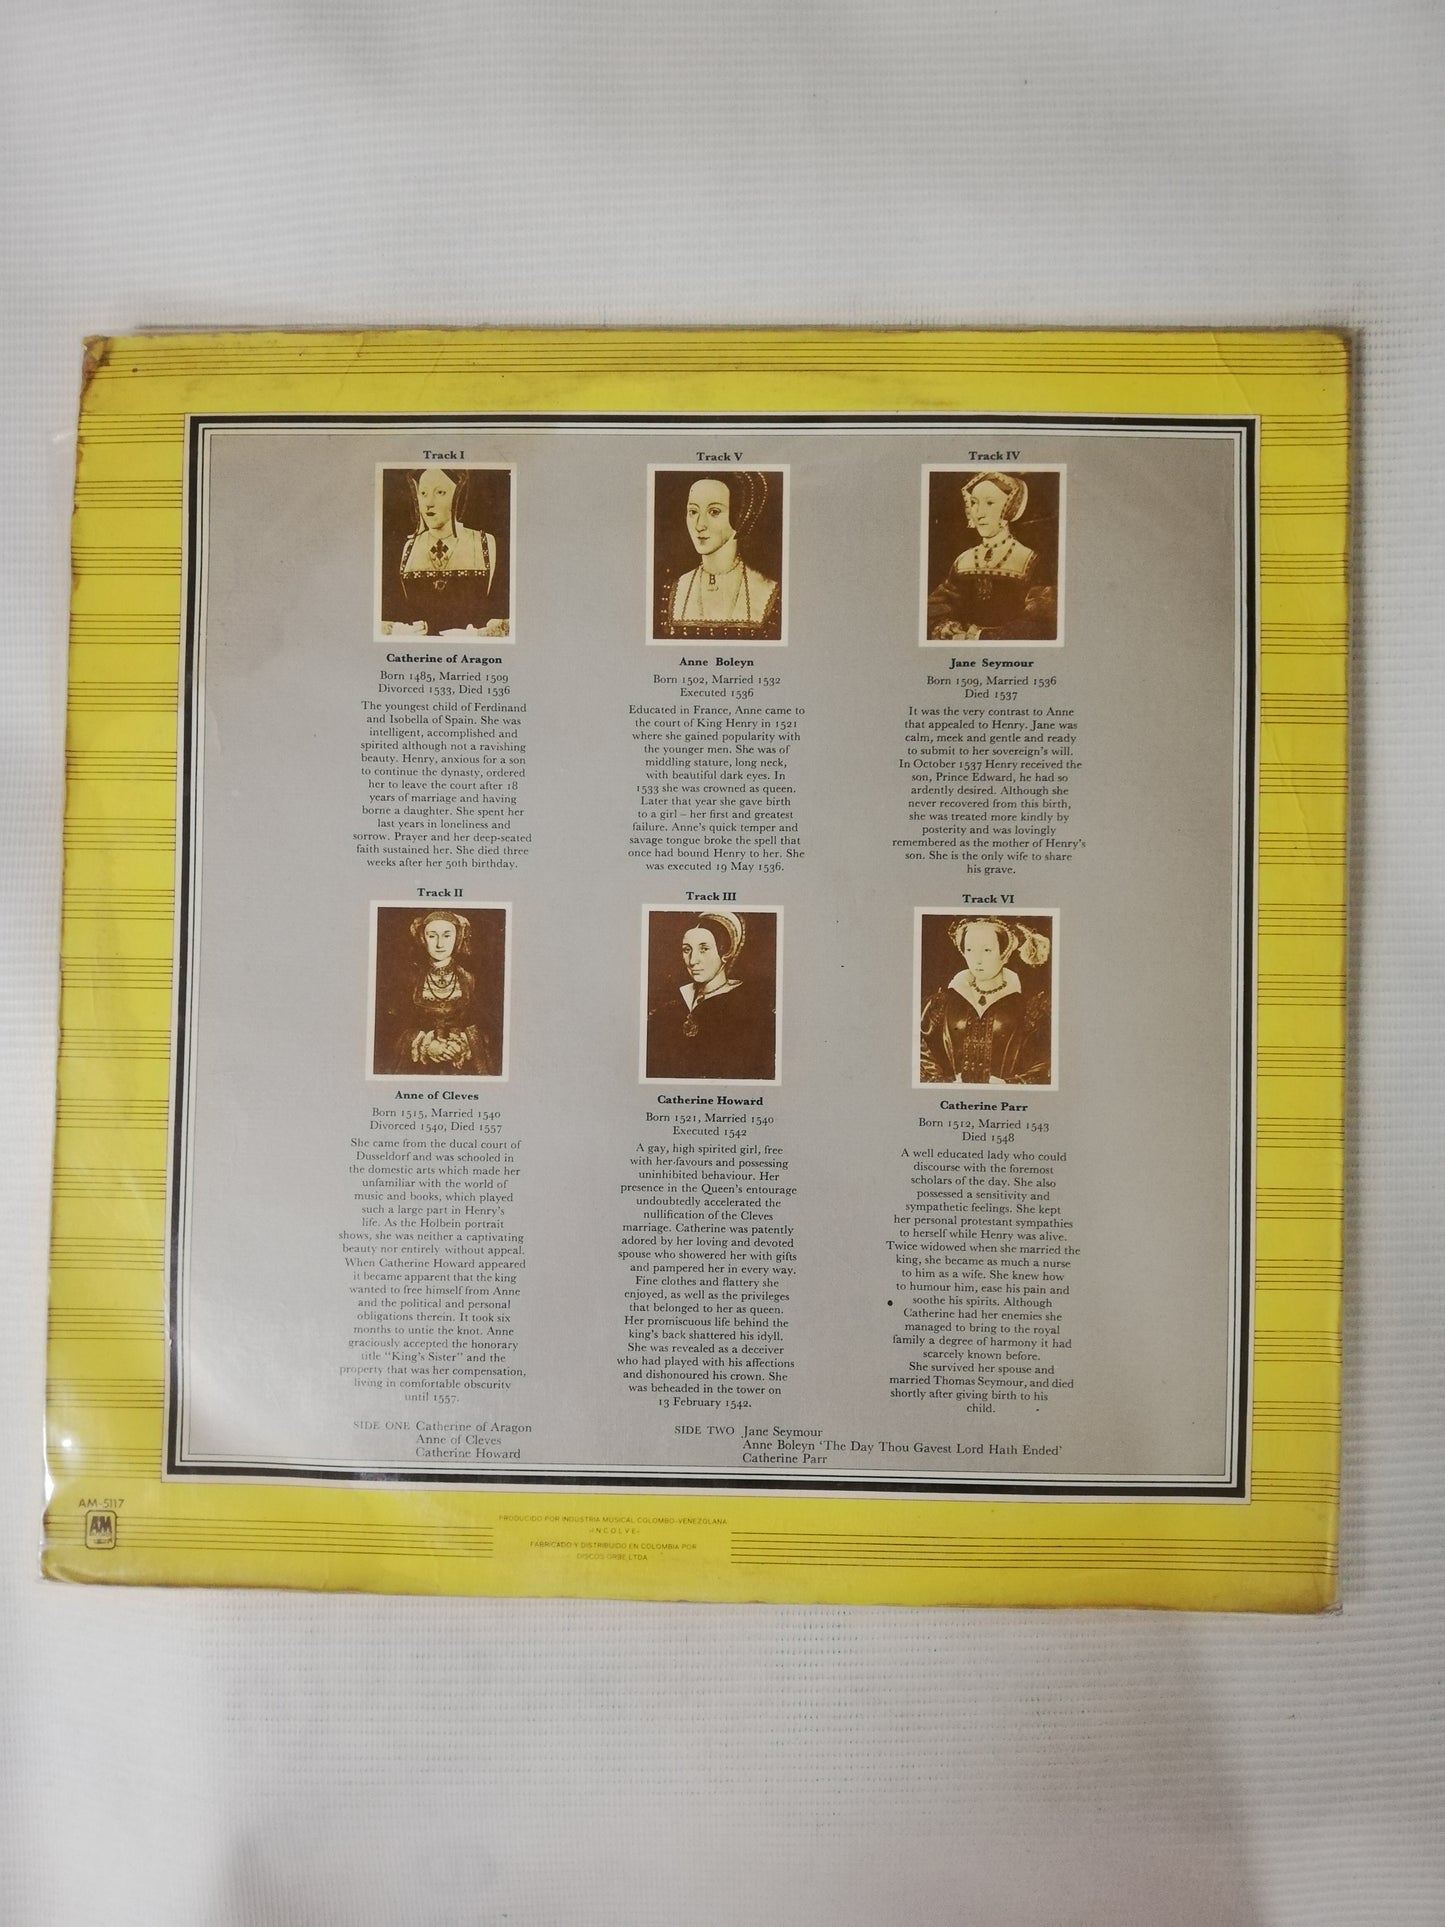 Track I
Catherine of Aragon
Born 1485, Married 1509
Divorced 1533, Died 1536
The youngest child of Ferdinand
and Isobella of Spain. She was
intelligent, accomplished and
spirited although not a ravishing
beauty. Henry, anxious for a son
to continue the dynasty, ordered
her to leave the court after 18
years of marriage and having
borne a daughter. She spent her
last years in loneliness and
sorrow. Prayer and her deep-seated
faith sustained her. She died three
weeks after her 50th birthday.
Track V
Anne Boleyn
Born 1502, Married 1532
Executed 1536
Educated in France, Anne came to
the court of King Henry in 1521
where she gained popularity with
the younger men. She was of
middling stature, long neck,
with beautiful dark eyes. In
1533 she was crowned as queen.
Later that year she gave birth
to a girl – her first and greatest
failure. Anne's quick temper and
savage tongue broke the spell that
once had bound Henry to her. She
was executed 19 May 1536.
Track IV
Jane Seymour
Born 1509, Married 1536
Died 1537
It was the very contrast to Anne
that appealed to Henry. Jane was
calm, meek and gentle and ready
to submit to her sovereign's will.
In October 1537 Henry received the
son, Prince Edward, he had so
ardently desired. Although she
never recovered from this birth,
she was treated more kindly by
posterity and was lovingly
remembered as the mother of Henry's
son. She is the only wife to share
his grave.
Track II
Anne of Cleves
Born 1515, Married 1540
Divorced 1540, Died 1557
She came from the ducal court of
Dusseldorf and was schooled in
the domestic arts which made her
unfamiliar with the world of
music and books, which played
such a large part in Henry's
life. As the Holbein portrait
shows, she was neither a captivating
beauty nor entirely without appeal.
When Catherine Howard appeared
it became apparent that the king
wanted to free himself from Anne
and the political and personal
obligations therein. It took six
months to untie the knot. Anne
graciously accepted the honorary
title "King's Sister" and the
property that was her compensation,
living in comfortable obscurity
until 1557.
Track III
Catherine Howard
Born 1521, Married 1540
Executed 1542
A gay, high spirited girl, free
with her favours and possessing
uninhibited behaviour. Her
presence in the Queen's entourage
undoubtedly accelerated the
nullification of the Cleves
marriage. Catherine was patently
adored by her loving and devoted
spouse who showered her with gifts
and pampered her in every way.
Fine clothes and flattery she
enjoyed, as well as the privileges
that belonged to her as queen.
Her promiscuous life behind the
king's back shattered his idyll.
She was revealed as a deceiver
who had played with his affections
and dishonoured his crown. She
was beheaded in the tower on
13 February 1542.
Track VI
Catherine Parr
Born 1512, Married 1543
Died 1548
A well educated lady who could
discourse with the foremost
scholars of the day. She also
possessed a sensitivity and
sympathetic feelings. She kept
her personal protestant sympathies
to herself while Henry was alive.
Twice widowed when she married the
king, she became as much a nurse
to him as a wife. She knew how
to humour him, ease his pain and
soothe his spirits. Although
Catherine had her enemies she
managed to bring to the royal
family a degree of harmony it had
scarcely known before.
She survived her spouse and
married Thomas Seymour, and died
shortly after giving birth to his
child.
SIDE ONE Catherine of Aragon
Anne of Cleves
Catherine Howard
SIDE TWO Jane Seymour
Anne Boleyn 'The Day Thou Gavest Lord Hath Ended'
Catherine Parr
AM-5117
A&M
PRODUCIDO POR INDUSTRIA MUSICAL COLOMBO-VENEZOLANA
-INCOLVE-
FABRICADO Y DISTRIBUIDO EN COLOMBIA POR
DISCOS ORBE LTDA